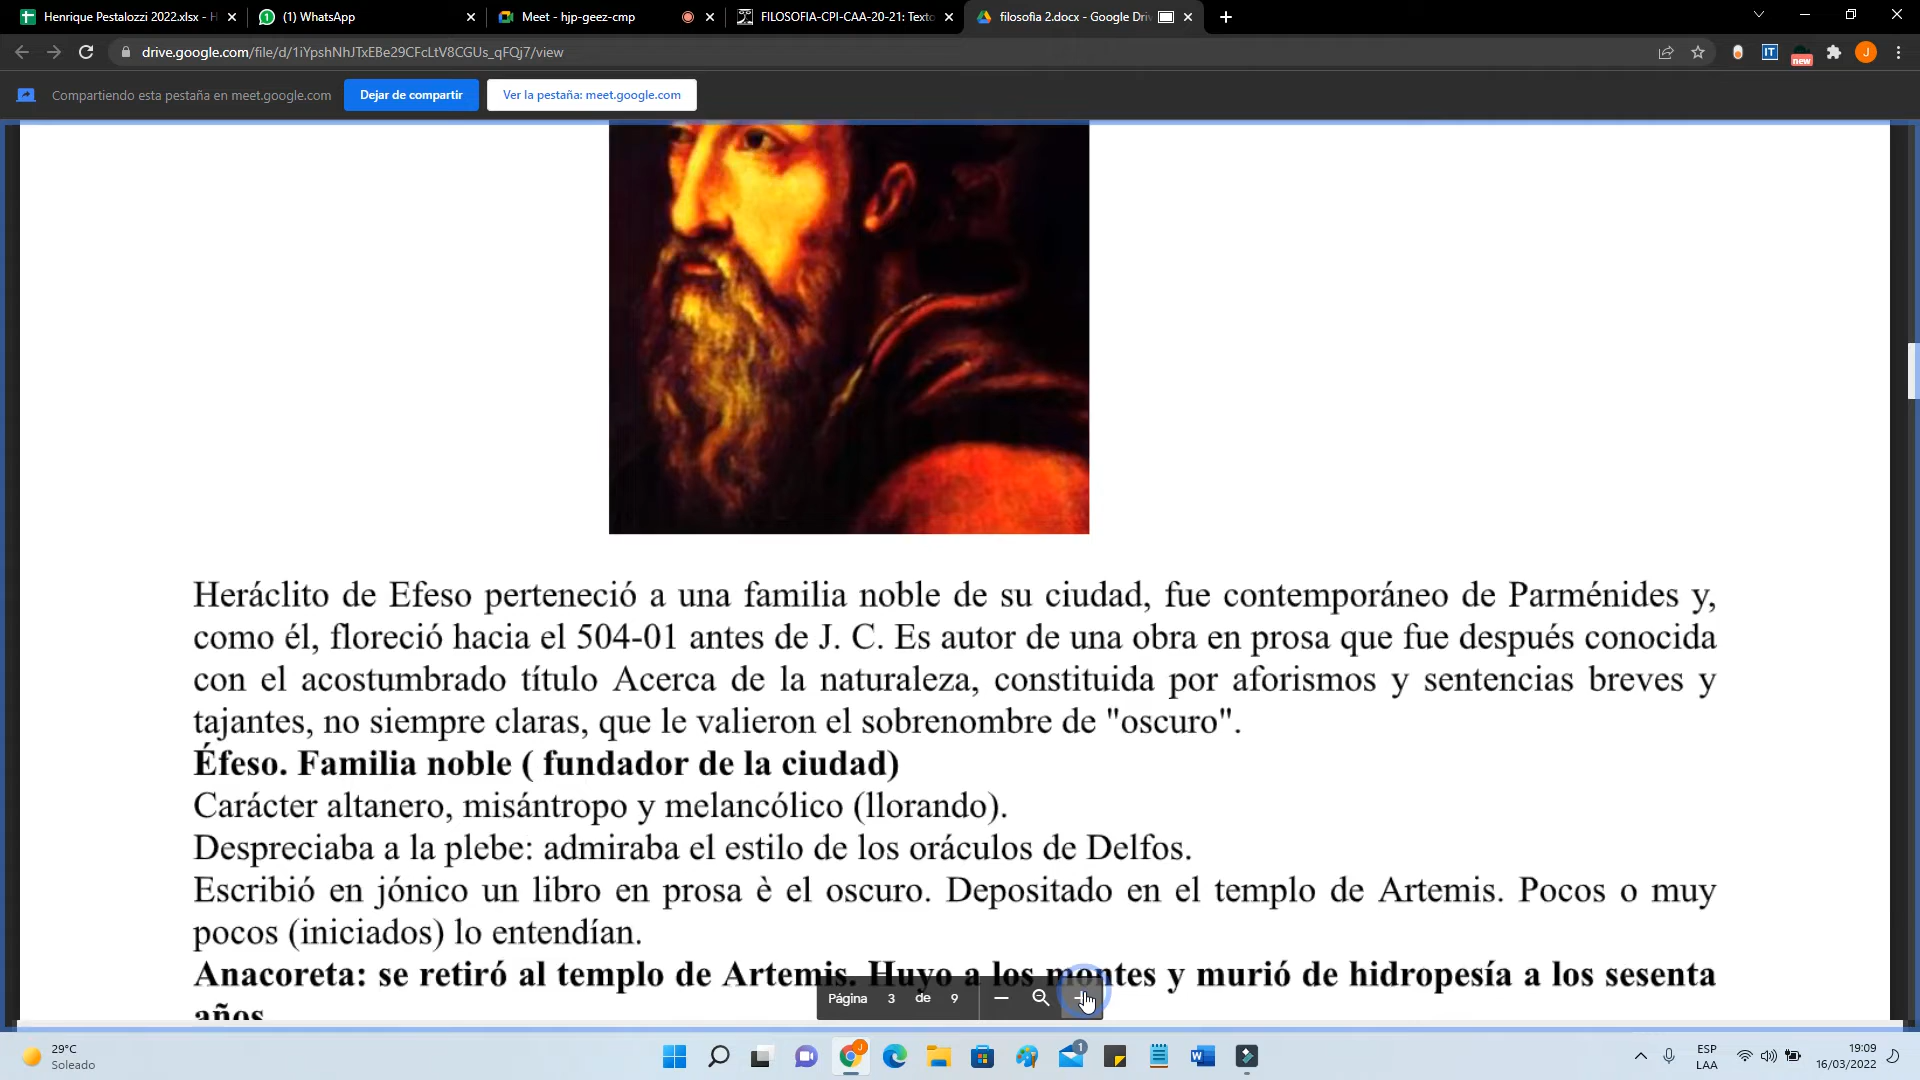 Henrique Pestalozzi 2022.xlsx - H
(1) WhatsApp
Meet - hjp-geez-cmp
FILOSOFIA-CPI-CAA-20-21: Texto
filosofia 2.docx - Google Driv
drive.google.com/file/d/1iYpshNhJTxEBe29CFcLtV8CGUs_qFQj7/view
IT
new
J
Compartiendo esta pestaña en meet.google.com
Dejar de compartir
Ver la pestaña: meet.google.com
Heráclito de Efeso perteneció a una familia noble de su ciudad, fue contemporáneo de Parménides y,
como él, floreció hacia el 504-01 antes de J. C. Es autor de una obra en prosa que fue después conocida
con el acostumbrado título Acerca de la naturaleza, constituida por aforismos y sentencias breves y
tajantes, no siempre claras, que le valieron el sobrenombre de "oscuro".
Éfeso. Familia noble ( fundador de la ciudad)
Carácter altanero, misántropo y melancólico (llorando).
Despreciaba a la plebe: admiraba el estilo de los oráculos de Delfos.
Escribió en jónico un libro en prosa è el oscuro. Depositado en el templo de Artemis. Pocos o muy
pocos (iniciados) lo entendían.
Anacoreta: se retiró al templo de Artemis. Huyo a los montes y murió de hidropesía a los sesenta
años
Página 3 de 9
29°C
Soleado
J
1
ESP
LAA
19:09
16/03/2022